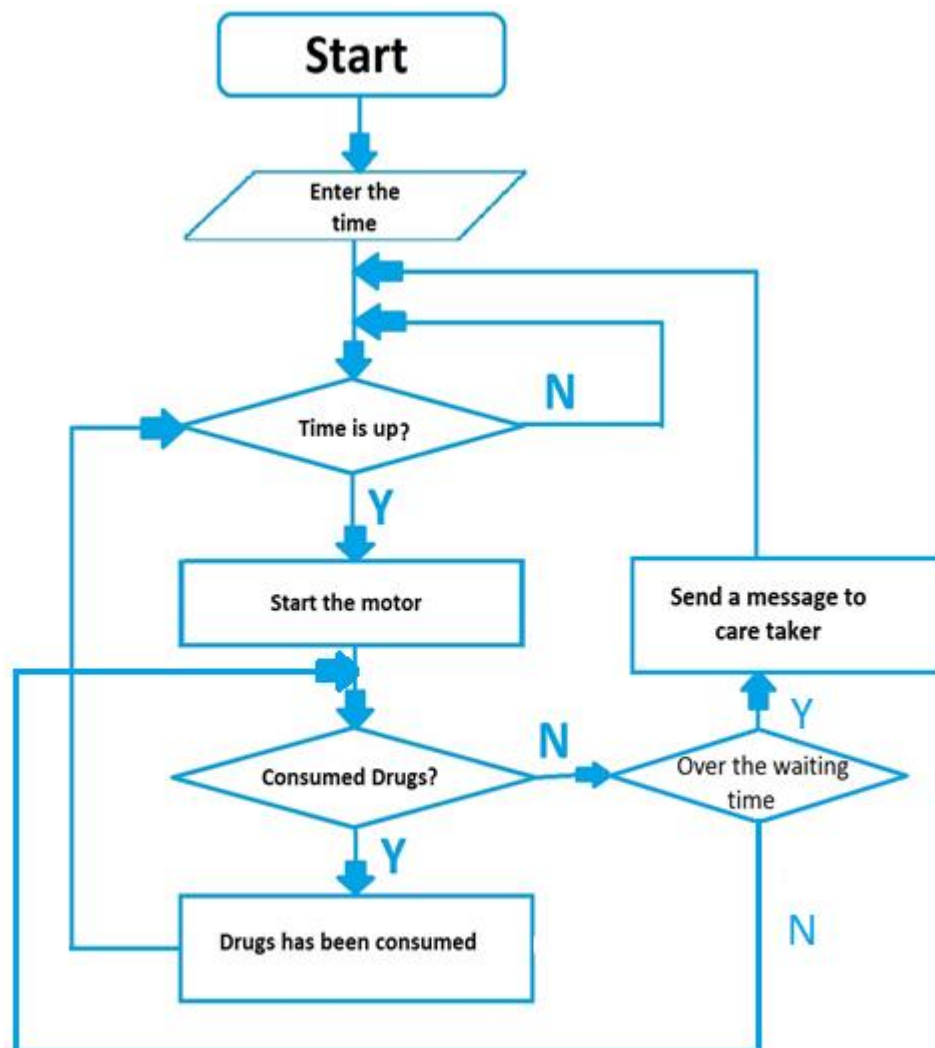 Start
Enter the
time
Time is up?
N
Y
Start the motor
Send a message to
care taker
Y
Consumed Drugs?
N
Over the waiting
time
Y
Drugs has been consumed
N